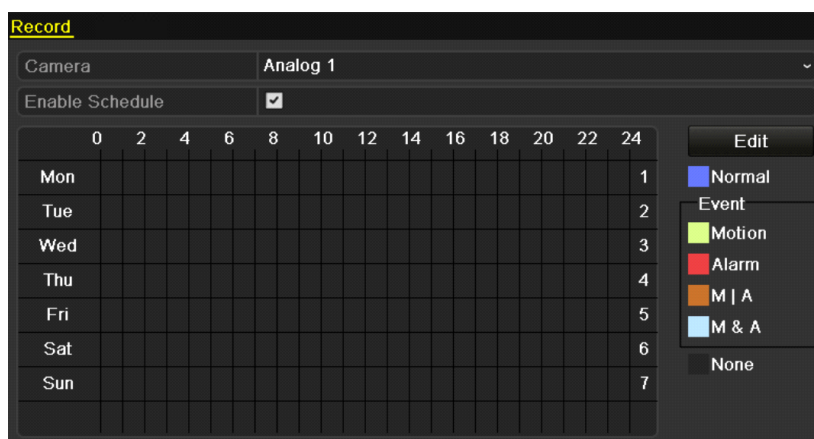 Record
Camera Analog 1
Enable Schedule
0 2 4 6 8 10 12 14 16 18 20 22 24
Edit
Mon 1
Normal
Tue 2
Event
Motion
Wed 3
Alarm
Thu 4
M | A
Fri 5
M & A
Sat 6
None
Sun 7